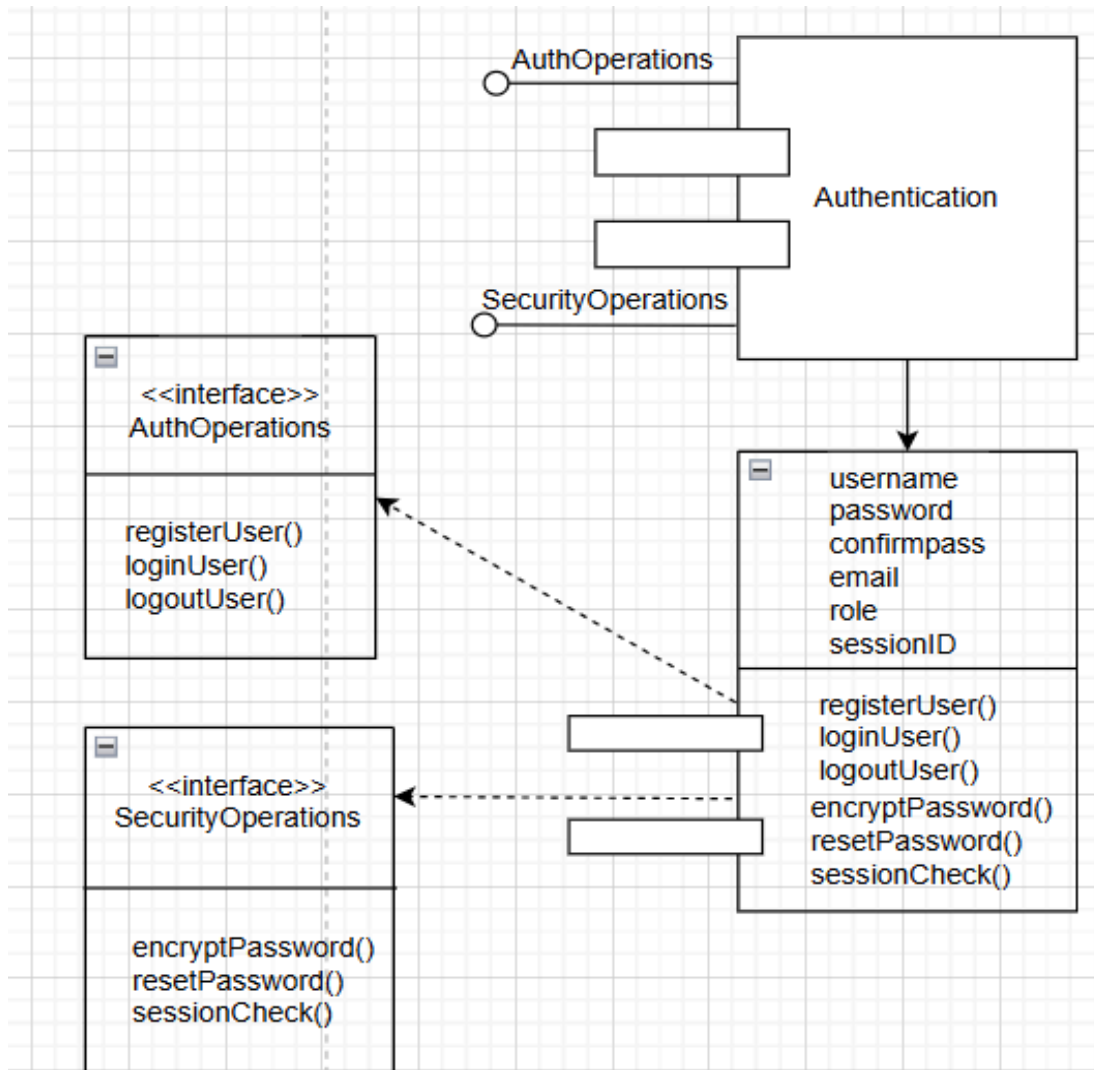 AuthOperations
Authentication
SecurityOperations
<<interface>>
AuthOperations
registerUser()
loginUser()
logoutUser()
username
password
confirmpass
email
role
sessionID
registerUser()
loginUser()
logoutUser()
encryptPassword()
resetPassword()
sessionCheck()
<<interface>>
SecurityOperations
encryptPassword()
resetPassword()
sessionCheck()